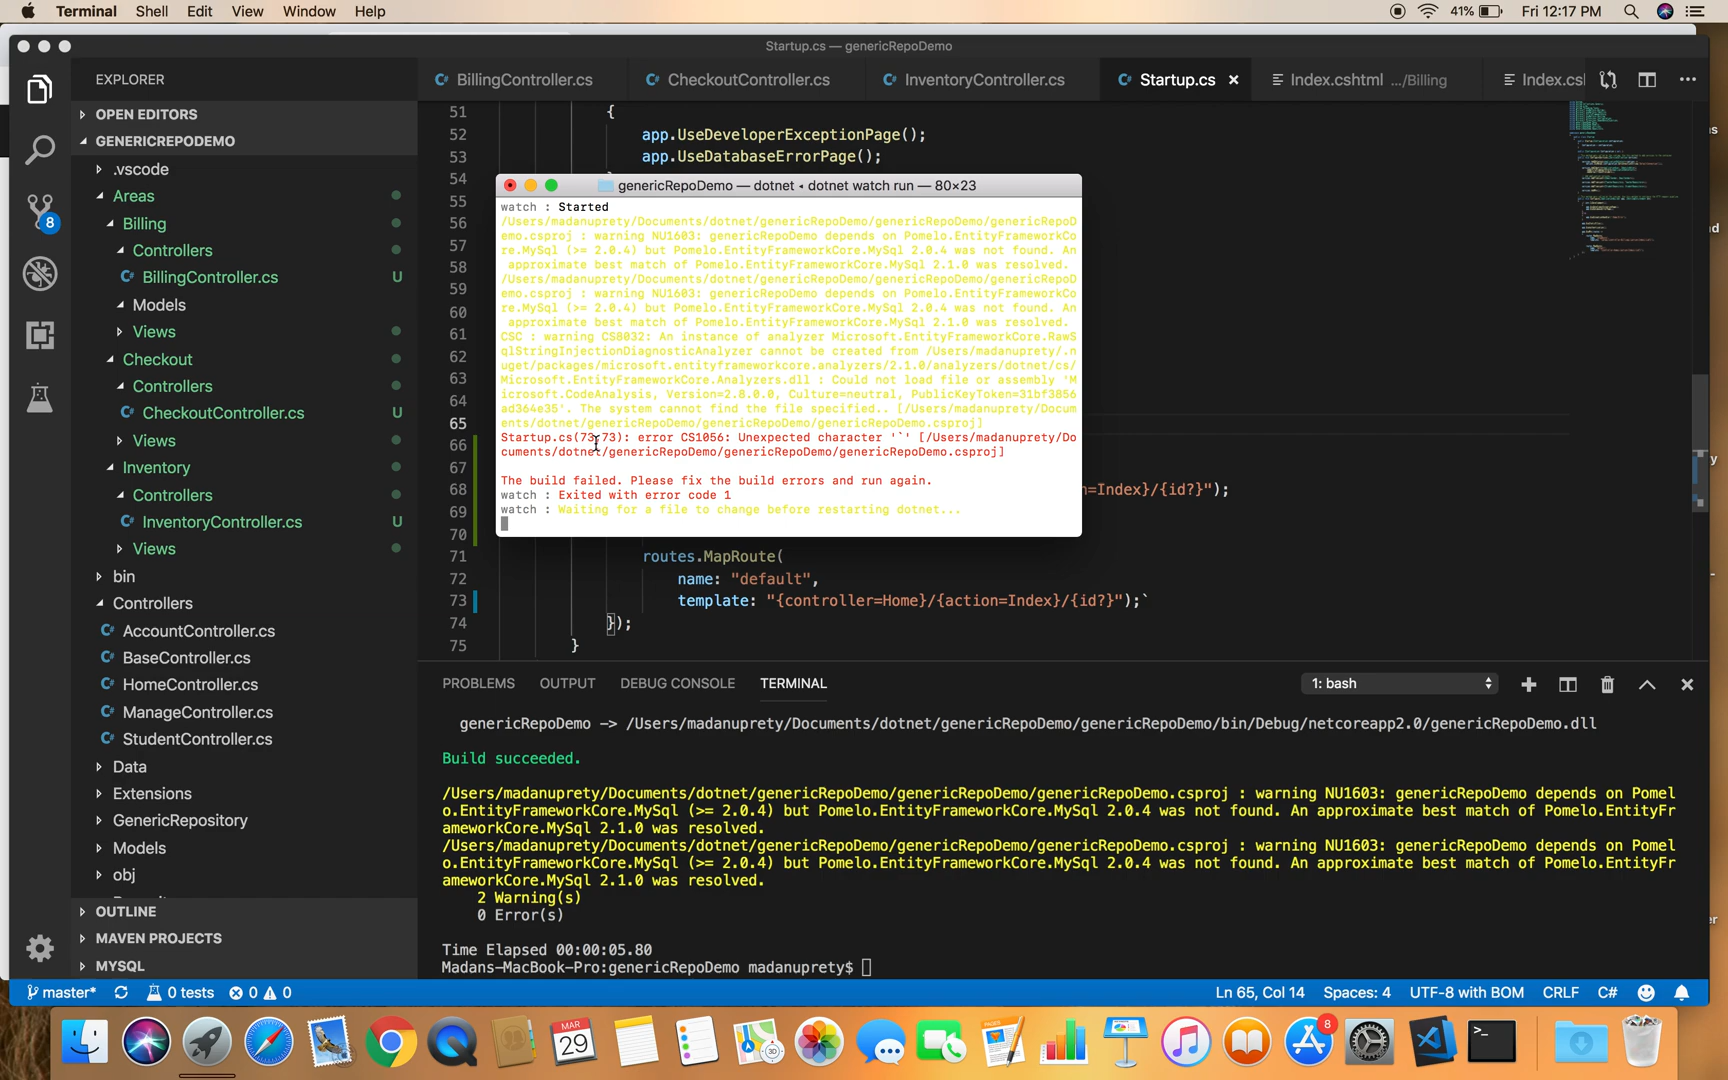 Terminal Shell Edit View Window Help
41% Fri 12:17 PM
Startup.cs — genericRepoDemo
EXPLORER
BillingController.cs CheckoutController.cs InventoryController.cs Startup.cs Index.cshtml .../Billing Index.csl
OPEN EDITORS
GENERICREPODEMO
.vscode
Areas
Billing
Controllers
BillingController.cs U
Models
Views
Checkout
Controllers
CheckoutController.cs U
Views
Inventory
Controllers
InventoryController.cs U
Views
bin
Controllers
AccountController.cs
BaseController.cs
HomeController.cs
ManageController.cs
StudentController.cs
Data
Extensions
GenericRepository
Models
obj
OUTLINE
MAVEN PROJECTS
MYSQL
8
51 {
52 app.UseDeveloperExceptionPage();
53 app.UseDatabaseErrorPage();
54
55
56
57
58
59
60
61
62
63
64
65
66
67
68 =Index}/{id?}");
69
70
71 routes.MapRoute(
72 name: "default",
73 template: "{controller=Home}/{action=Index}/{id?}");`
74 });
75 }
genericRepoDemo — dotnet ◂ dotnet watch run — 80×23
watch : Started
/Users/madanuprety/Documents/dotnet/genericRepoDemo/genericRepoDemo/genericRepoD
emo.csproj : warning NU1603: genericRepoDemo depends on Pomelo.EntityFrameworkCo
re.MySql (>= 2.0.4) but Pomelo.EntityFrameworkCore.MySql 2.0.4 was not found. An
approximate best match of Pomelo.EntityFrameworkCore.MySql 2.1.0 was resolved.
/Users/madanuprety/Documents/dotnet/genericRepoDemo/genericRepoDemo/genericRepoD
emo.csproj : warning NU1603: genericRepoDemo depends on Pomelo.EntityFrameworkCo
re.MySql (>= 2.0.4) but Pomelo.EntityFrameworkCore.MySql 2.0.4 was not found. An
approximate best match of Pomelo.EntityFrameworkCore.MySql 2.1.0 was resolved.
CSC : warning CS8032: An instance of analyzer Microsoft.EntityFrameworkCore.RawS
qlStringInjectionDiagnosticAnalyzer cannot be created from /Users/madanuprety/.n
uget/packages/microsoft.entityframeworkcore.analyzers/2.1.0/analyzers/dotnet/cs/
Microsoft.EntityFrameworkCore.Analyzers.dll : Could not load file or assembly 'M
icrosoft.CodeAnalysis, Version=2.8.0.0, Culture=neutral, PublicKeyToken=31bf3856
ad364e35'. The system cannot find the file specified.. [/Users/madanuprety/Docum
ents/dotnet/genericRepoDemo/genericRepoDemo/genericRepoDemo.csproj]
Startup.cs(73,73): error CS1056: Unexpected character '`' [/Users/madanuprety/Do
cuments/dotnet/genericRepoDemo/genericRepoDemo/genericRepoDemo.csproj]
The build failed. Please fix the build errors and run again.
watch : Exited with error code 1
watch : Waiting for a file to change before restarting dotnet...
PROBLEMS OUTPUT DEBUG CONSOLE TERMINAL 1: bash
genericRepoDemo -> /Users/madanuprety/Documents/dotnet/genericRepoDemo/genericRepoDemo/bin/Debug/netcoreapp2.0/genericRepoDemo.dll
Build succeeded.
/Users/madanuprety/Documents/dotnet/genericRepoDemo/genericRepoDemo/genericRepoDemo.csproj : warning NU1603: genericRepoDemo depends on Pomel
o.EntityFrameworkCore.MySql (>= 2.0.4) but Pomelo.EntityFrameworkCore.MySql 2.0.4 was not found. An approximate best match of Pomelo.EntityFr
ameworkCore.MySql 2.1.0 was resolved.
/Users/madanuprety/Documents/dotnet/genericRepoDemo/genericRepoDemo/genericRepoDemo.csproj : warning NU1603: genericRepoDemo depends on Pomel
o.EntityFrameworkCore.MySql (>= 2.0.4) but Pomelo.EntityFrameworkCore.MySql 2.0.4 was not found. An approximate best match of Pomelo.EntityFr
ameworkCore.MySql 2.1.0 was resolved.
2 Warning(s)
0 Error(s)
Time Elapsed 00:00:05.80
Madans-MacBook-Pro:genericRepoDemo madanuprety$
master* 0 tests 0 0 Ln 65, Col 14 Spaces: 4 UTF-8 with BOM CRLF C#
MAR
29
8